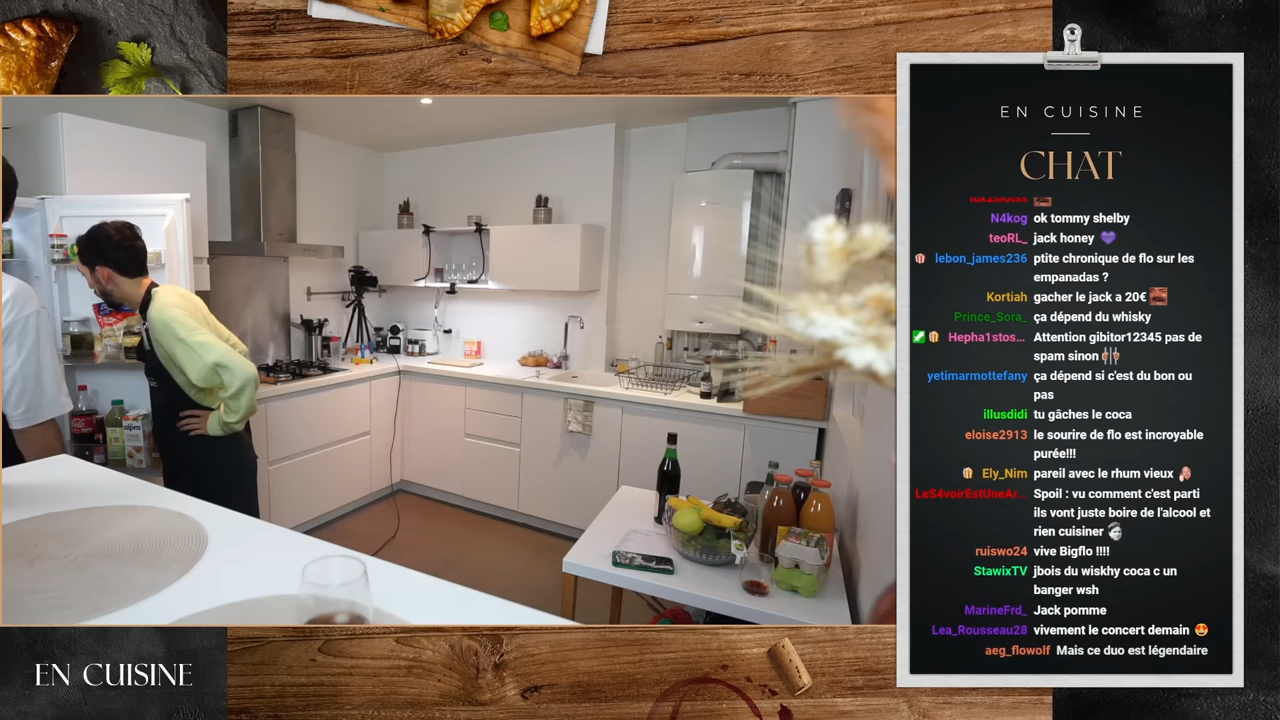 EN CUISINE
CHAT
N4kog ok tommy shelby
teoRL_ jack honey
lebon_james236 ptite chronique de flo sur les
empanadas ?
Kortiah gacher le jack a 20€
Prince_Sora_ ça dépend du whisky
Hepha1stos... Attention gibitor12345 pas de
spam sinon
yetimarmottefany ça dépend si c'est du bon ou
pas
illusdidi tu gâches le coca
eloise2913 le sourire de flo est incroyable
purée!!!
Ely_Nim pareil avec le rhum vieux
LeS4voirEstUneAr... Spoil : vu comment c'est parti
ils vont juste boire de l'alcool et
rien cuisiner
ruiswo24 vive Bigflo !!!!
StawixTV jbois du wiskhy coca c un
banger wsh
MarineFrd_ Jack pomme
Lea_Rousseau28 vivement le concert demain
aeg_flowolf Mais ce duo est légendaire
alpro
EN CUISINE